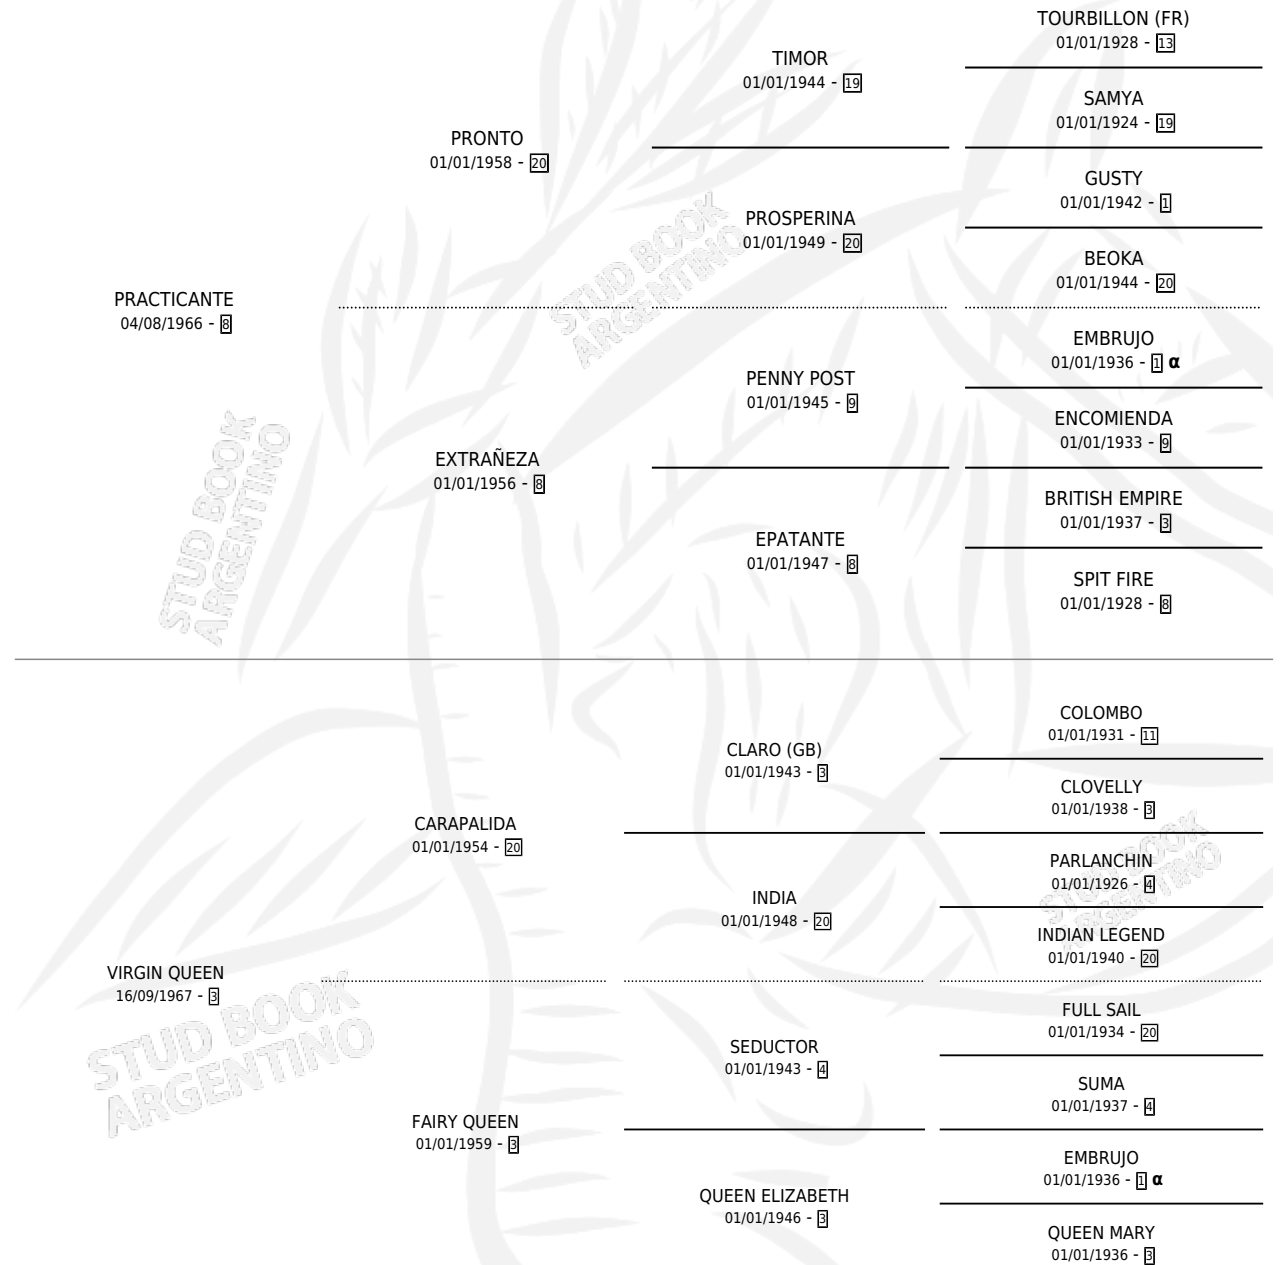 TOURBILLON (FR)
01/01/1928 - 13
TIMOR
01/01/1944 - 19
SAMYA
01/01/1924 - 19
PRONTO
01/01/1958 - 20
GUSTY
01/01/1942 - 1
PROSPERINA
01/01/1949 - 20
BEOKA
01/01/1944 - 20
PRACTICANTE
04/08/1966 - 8
EMBRUJO
01/01/1936 - 1 α
PENNY POST
01/01/1945 - 9
ENCOMIENDA
01/01/1933 - 9
EXTRAÑEZA
01/01/1956 - 8
BRITISH EMPIRE
01/01/1937 - 3
EPATANTE
01/01/1947 - 8
SPIT FIRE
01/01/1928 - 8
COLOMBO
01/01/1931 - 11
CLARO (GB)
01/01/1943 - 3
CLOVELLY
01/01/1938 - 3
CARAPALIDA
01/01/1954 - 20
PARLANCHIN
01/01/1926 - 4
INDIA
01/01/1948 - 20
INDIAN LEGEND
01/01/1940 - 20
VIRGIN QUEEN
16/09/1967 - 3
FULL SAIL
01/01/1934 - 20
SEDUCTOR
01/01/1943 - 4
SUMA
01/01/1937 - 4
FAIRY QUEEN
01/01/1959 - 3
EMBRUJO
01/01/1936 - 1 α
QUEEN ELIZABETH
01/01/1946 - 3
QUEEN MARY
01/01/1936 - 3
STUD BOOK
ARGENTINO
STUD BOOK
ARGENTINO
STUD BOOK
ARGENTINO
STUD BOOK
ARGENTINO